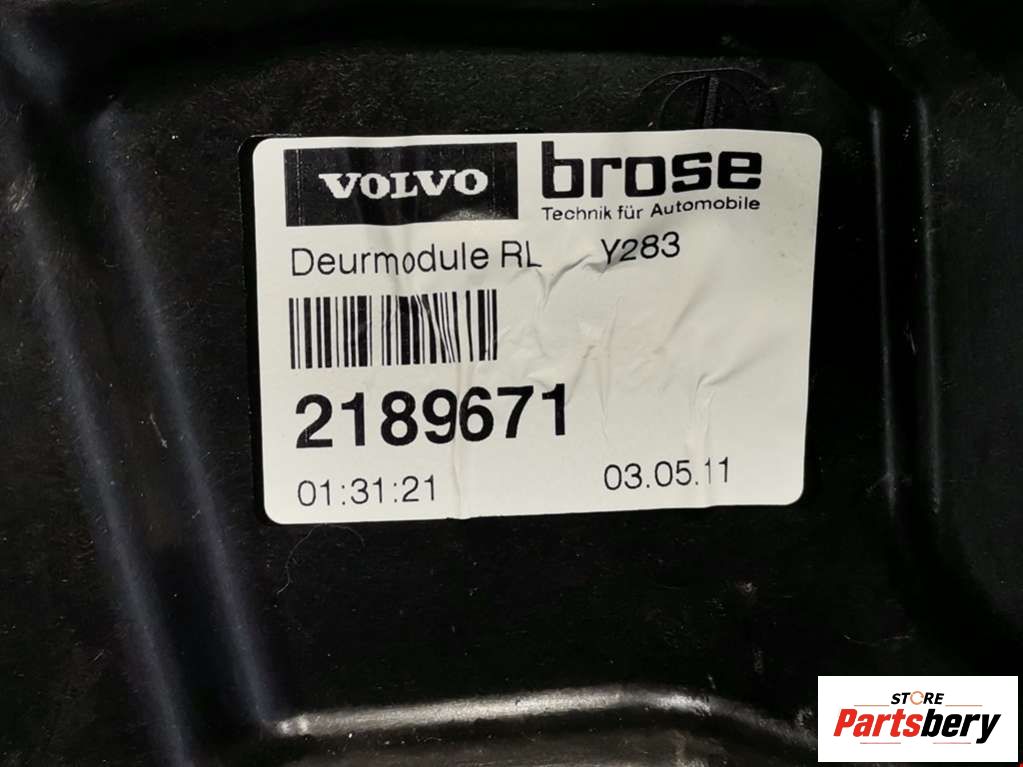 VOLVO
brose
Technik für Automobile
Deurmodule RL Y283
2189671
01:31:21 03.05.11
STORE
Partsbery